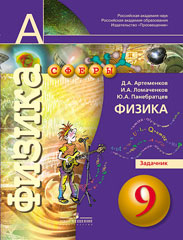 А
Российская академия наук
Российская академия образования
Издательство «Просвещение»
СФЕРЫ
физика
Д.А. Артеменков
И.А. Ломаченков
Ю.А. Панебратцев
ФИЗИКА
Задачник
9